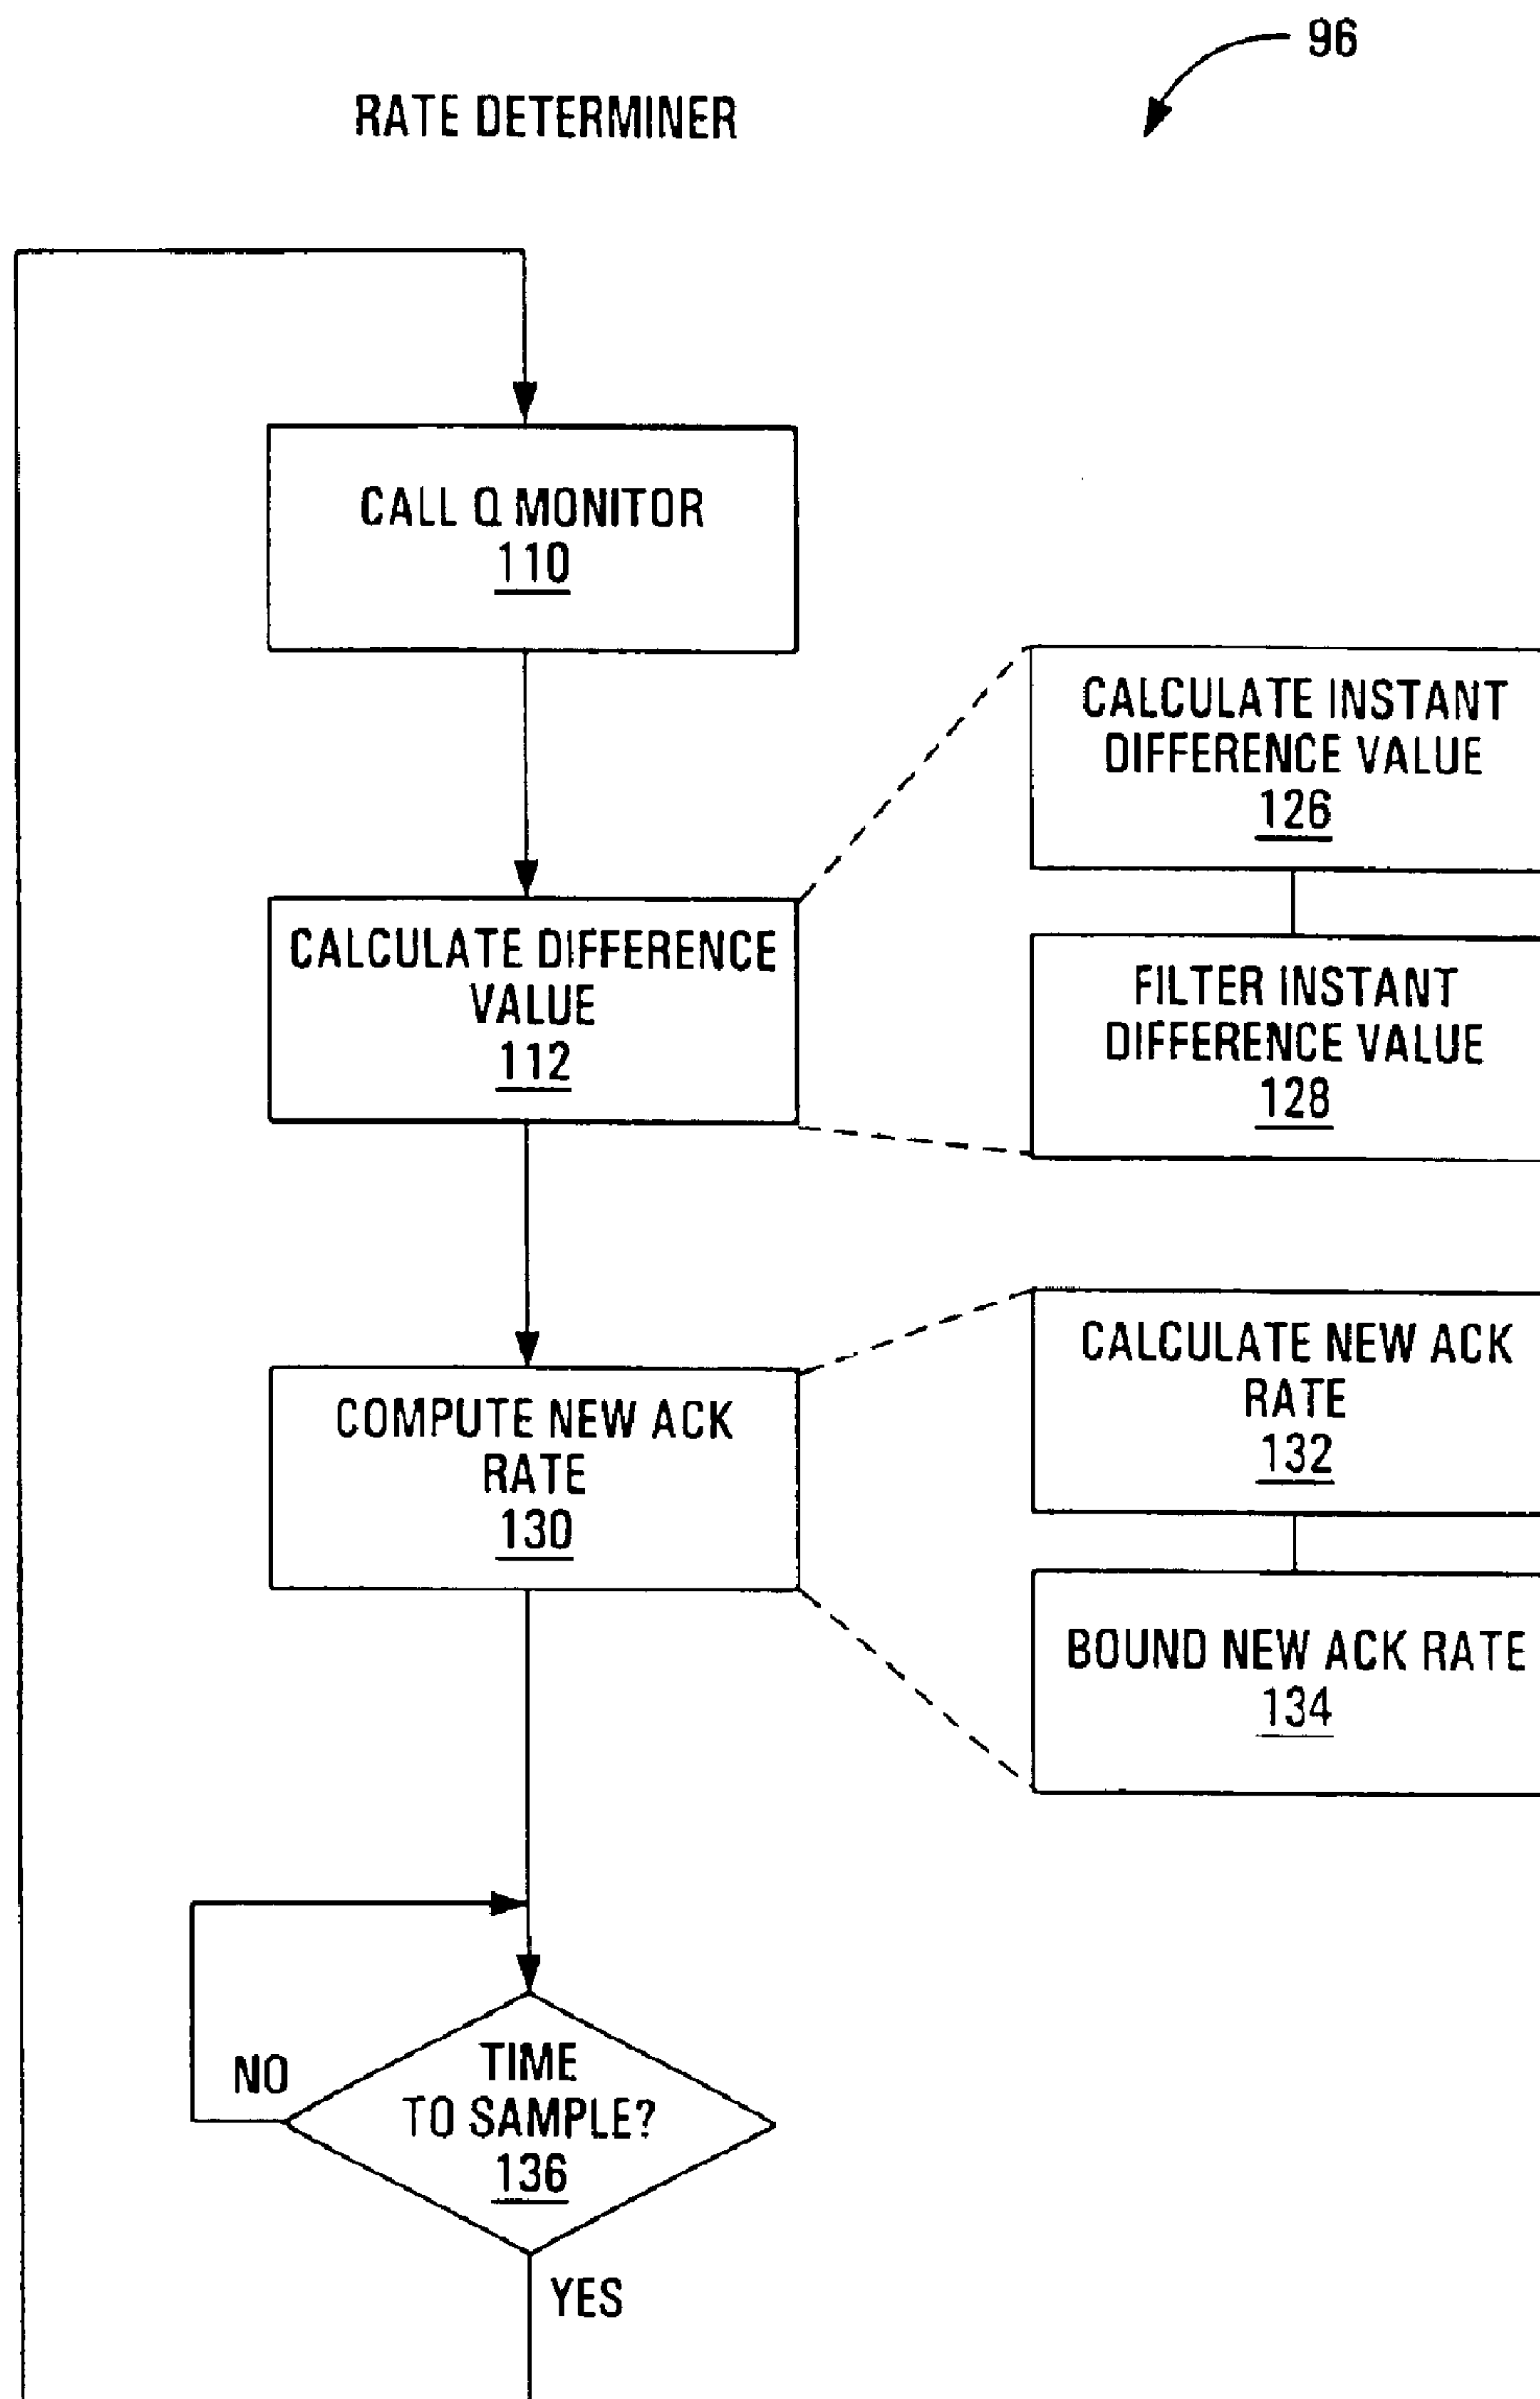 96
RATE DETERMINER
CALL Q MONITOR
110
CALCULATE INSTANT
DIFFERENCE VALUE
126
CALCULATE DIFFERENCE
VALUE
112
FILTER INSTANT
DIFFERENCE VALUE
128
COMPUTE NEW ACK
RATE
130
CALCULATE NEW ACK
RATE
132
BOUND NEW ACK RATE
134
NO
TIME
TO SAMPLE?
136
YES